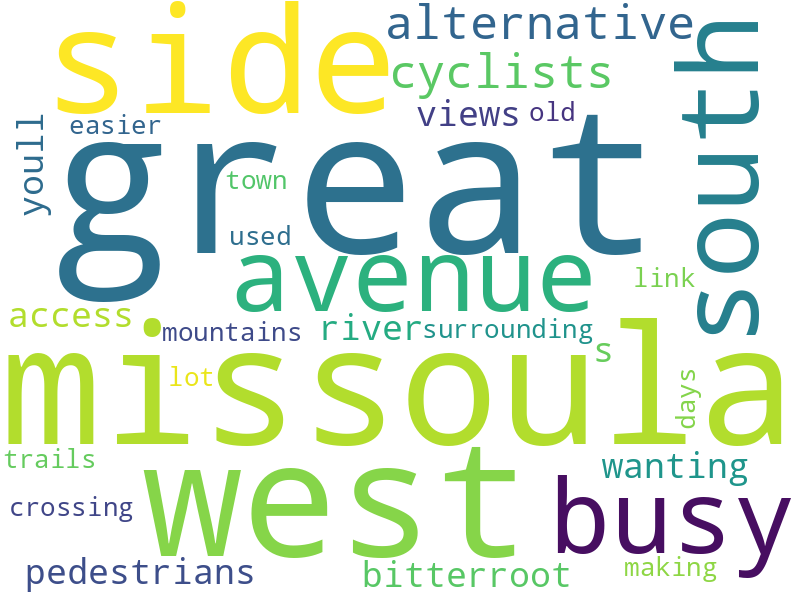 side
alternative
cyclists
south
views
old
easier
youll
great
town
used
avenue
link
access
mountains
river
surrounding
s
missoula
lot
days
trails
west
wanting
crossing
busy
pedestrians
bitterroot
making